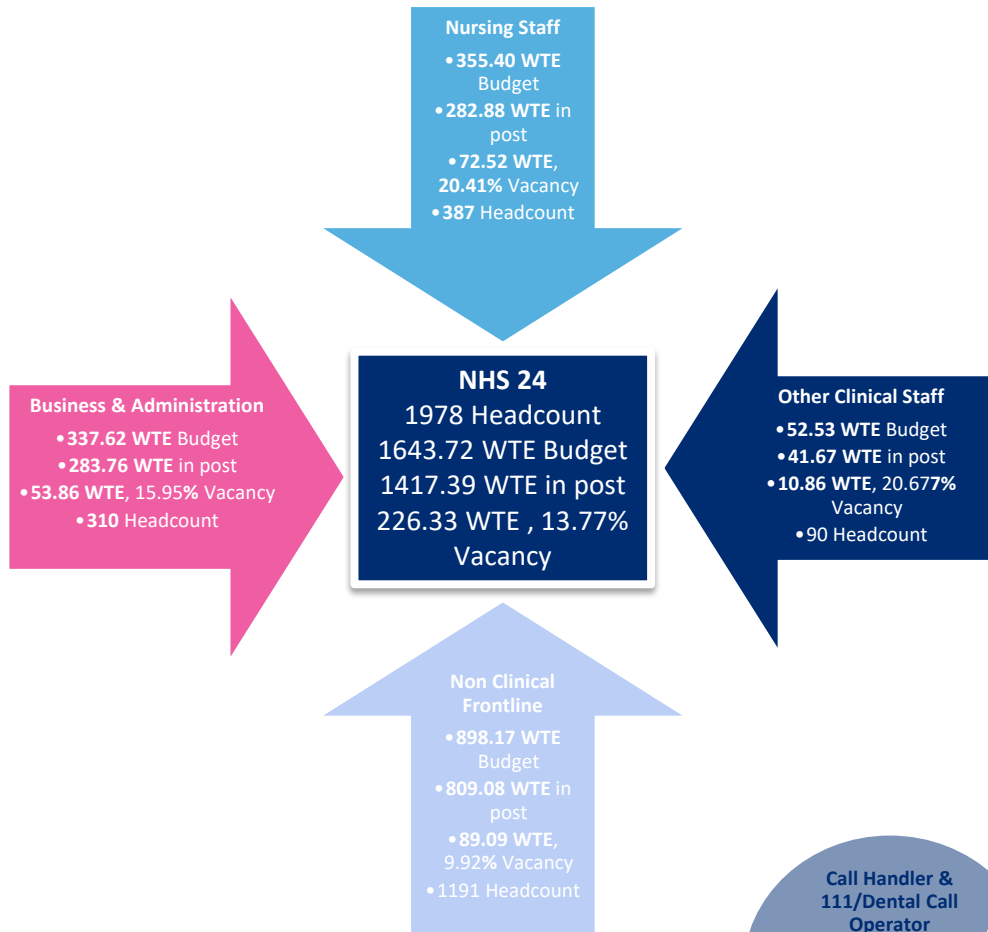 Nursing Staff
•355.40 WTE
Budget
•282.88 WTE in
post
•72.52 WTE,
20.41% Vacancy
•387 Headcount
Business & Administration
•337.62 WTE Budget
•283.76 WTE in post
•53.86 WTE, 15.95% Vacancy
•310 Headcount
NHS 24
1978 Headcount
1643.72 WTE Budget
1417.39 WTE in post
226.33 WTE , 13.77%
Vacancy
Other Clinical Staff
•52.53 WTE Budget
•41.67 WTE in post
•10.86 WTE, 20.677%
Vacancy
•90 Headcount
Non Clinical
Frontline
•898.17 WTE
Budget
•809.08 WTE in
post
•89.09 WTE,
9.92% Vacancy
•1191 Headcount
Call Handler &
111/Dental Call
Operator